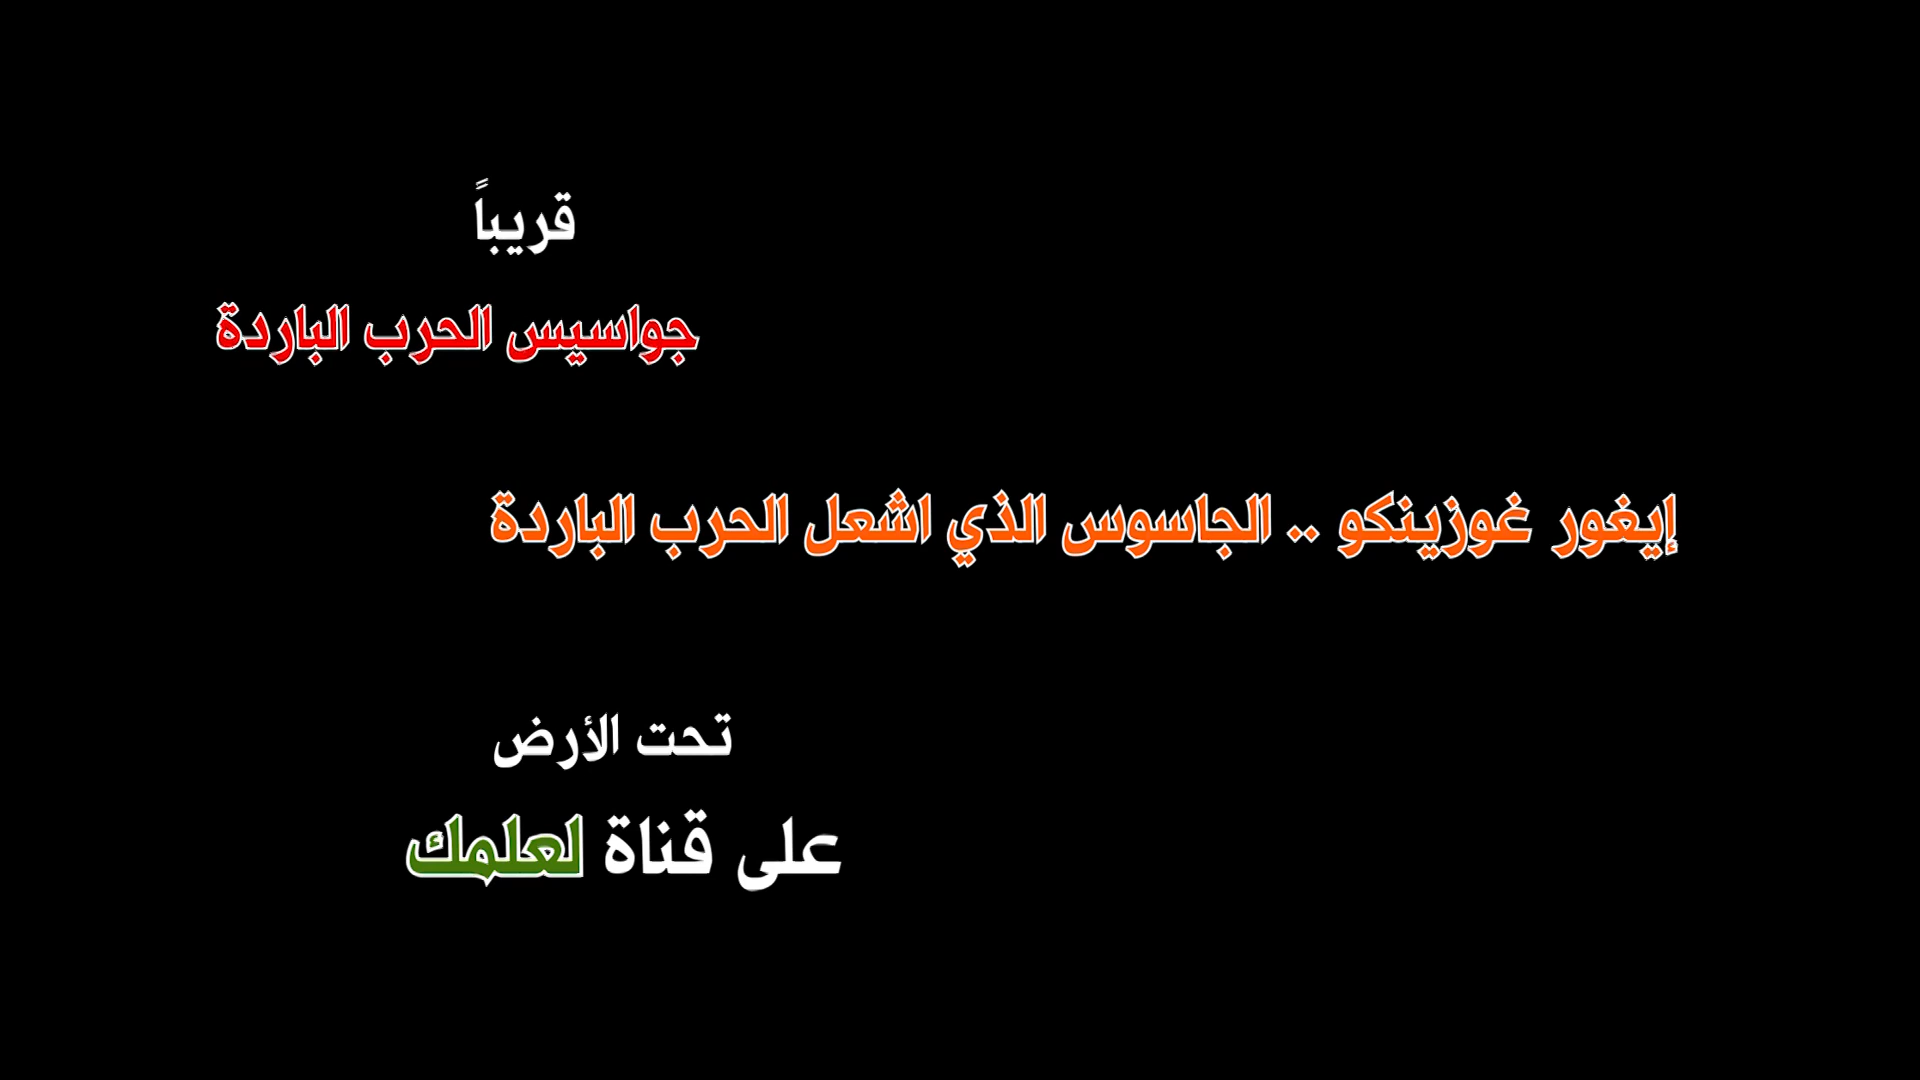 قريباً
جواسيس الحرب الباردة
إيغور غوزينكو .. الجاسوس الذي اشعل الحرب الباردة
تحت الأرض
على قناة لعلمك